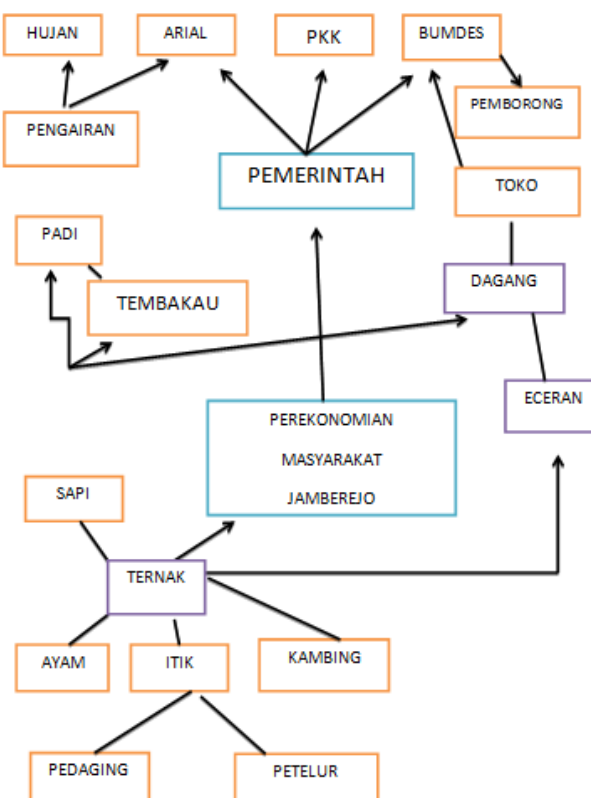 HUJAN
ARIAL
PKK
BUMDES
PEMBORONG
PENGAIRAN
PEMERINTAH
TOKO
PADI
TEMBAKAU
DAGANG
ECERAN
PEREKONOMIAN
MASYARAKAT
JAMBEREJO
SAPI
TERNAK
AYAM
ITIK
KAMBING
PEDAGING
PETELUR